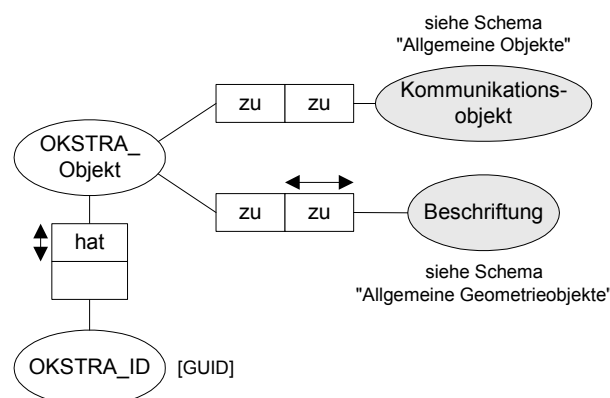 siehe Schema
"Allgemeine Objekte"
zu zu
Kommunikations-
objekt
OKSTRA_
Objekt
zu zu
Beschriftung
hat
siehe Schema
"Allgemeine Geometrieobjekte'
OKSTRA_ID [GUID]